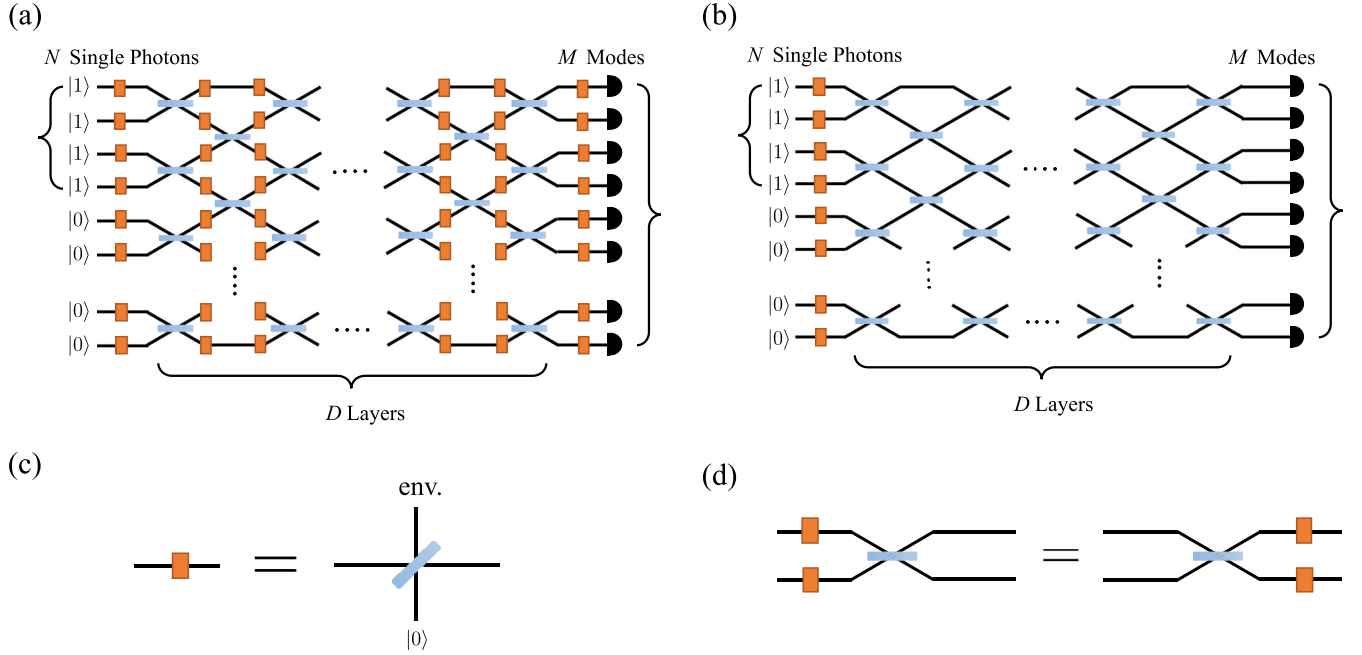 (a)
N Single Photons
M Modes
|1⟩
|1⟩
|1⟩
|1⟩
|0⟩
|0⟩
|0⟩
|0⟩
D Layers
(b)
N Single Photons
M Modes
|1⟩
|1⟩
|1⟩
|1⟩
|0⟩
|0⟩
|0⟩
|0⟩
D Layers
(c)
env.
|0⟩
(d)